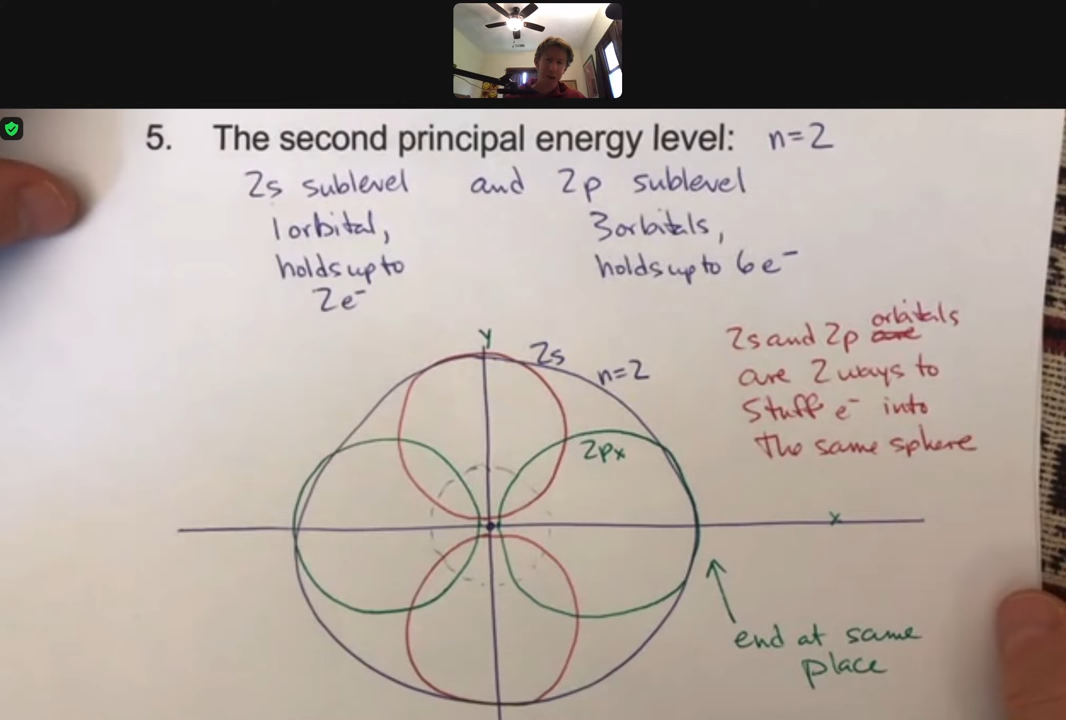 5. The second principal energy level: n=2
2s sublevel and 2p sublevel
1 orbital, 3 orbitals,
holds up to holds up to 6e⁻
2e⁻
orbitals
2s and 2p are
are 2 ways to
stuff e⁻ into
the same sphere
y
2s
n=2
2px
x
end at same
place